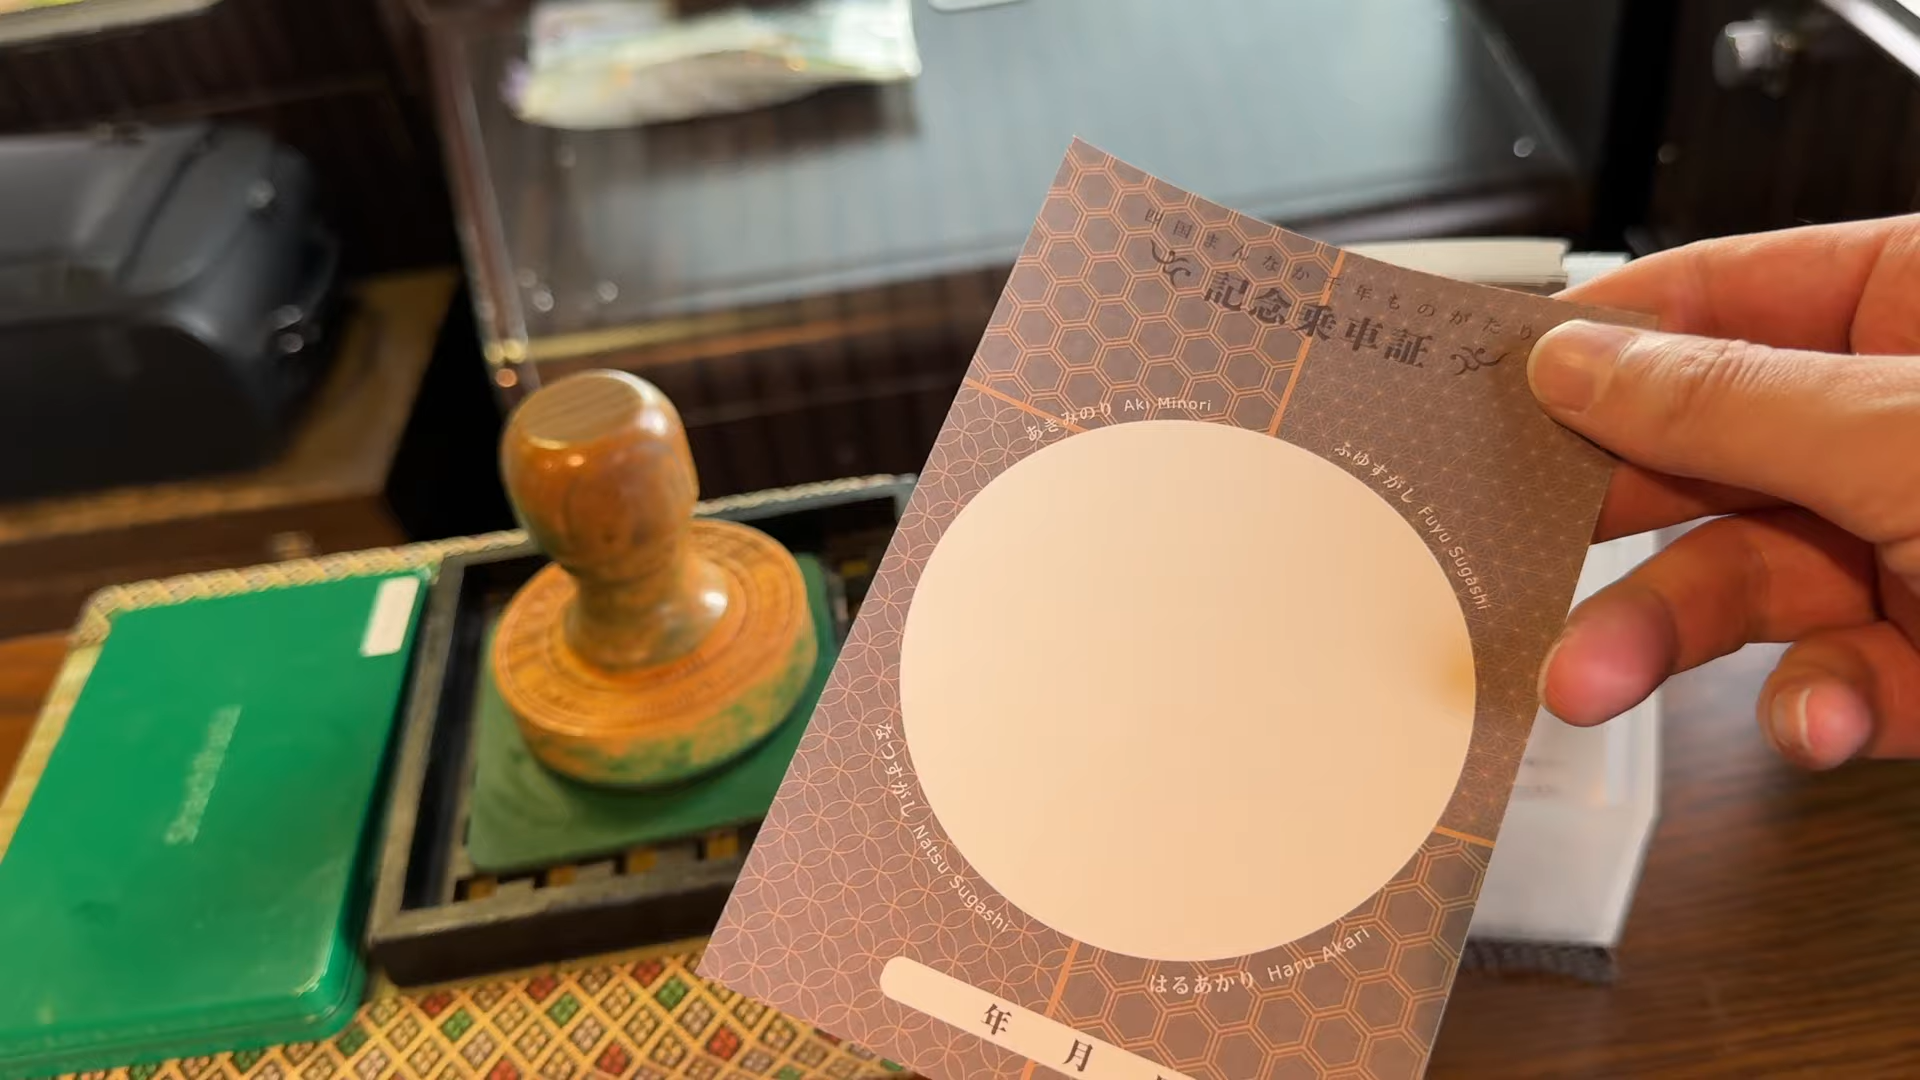 四国まんなか千年ものがたり
記念乗車証
あきみのり Aki Minori
ふゆすがし Fuyu Sugashi
なつすがし Natsu Sugashi
はるあかり Haru Akari
年 月
Shachihata